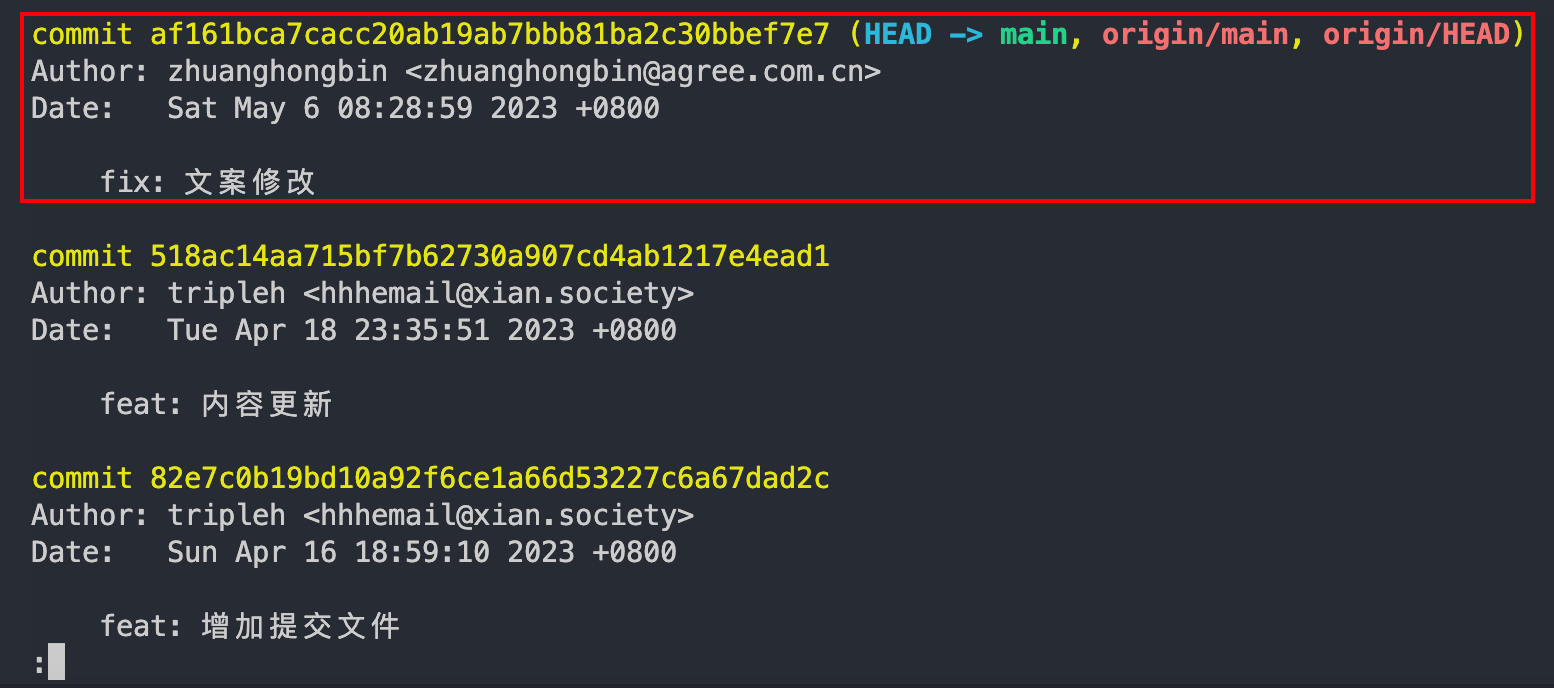 commit af161bca7cacc20ab19ab7bbb81ba2c30bbef7e7 (HEAD -> main, origin/main, origin/HEAD)
Author: zhuanghongbin <zhuanghongbin@agree.com.cn>
Date:   Sat May 6 08:28:59 2023 +0800
    fix: 文案修改
commit 518ac14aa715bf7b62730a907cd4ab1217e4ead1
Author: tripleh <hhhemail@xian.society>
Date:   Tue Apr 18 23:35:51 2023 +0800
    feat: 内容更新
commit 82e7c0b19bd10a92f6ce1a66d53227c6a67dad2c
Author: tripleh <hhhemail@xian.society>
Date:   Sun Apr 16 18:59:10 2023 +0800
    feat: 增加提交文件
: